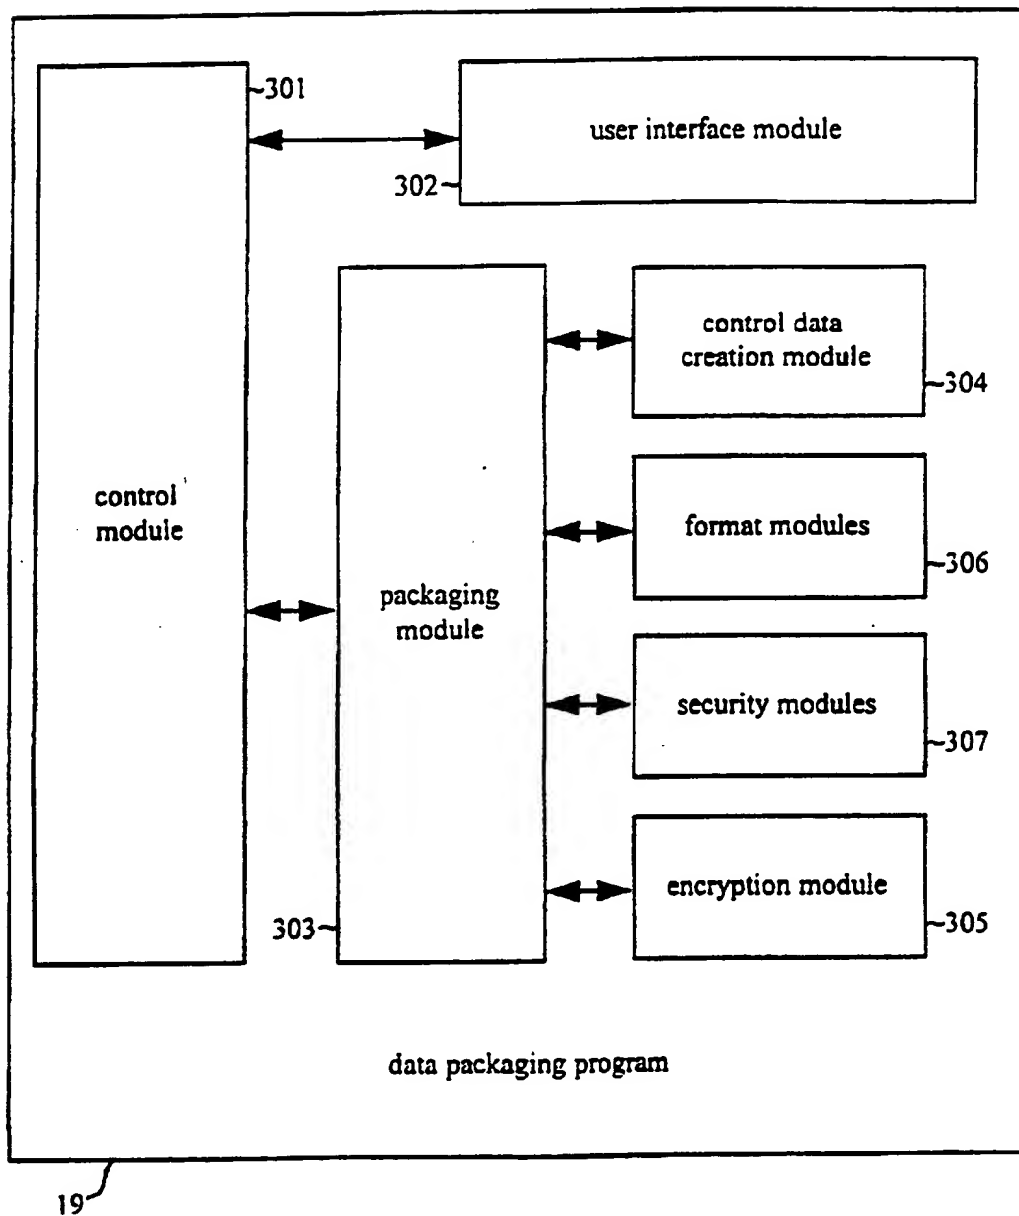 301
user interface module
302
control data
creation module
304
control
module
format modules
306
packaging
module
security modules
307
encryption module
303
305
data packaging program
19